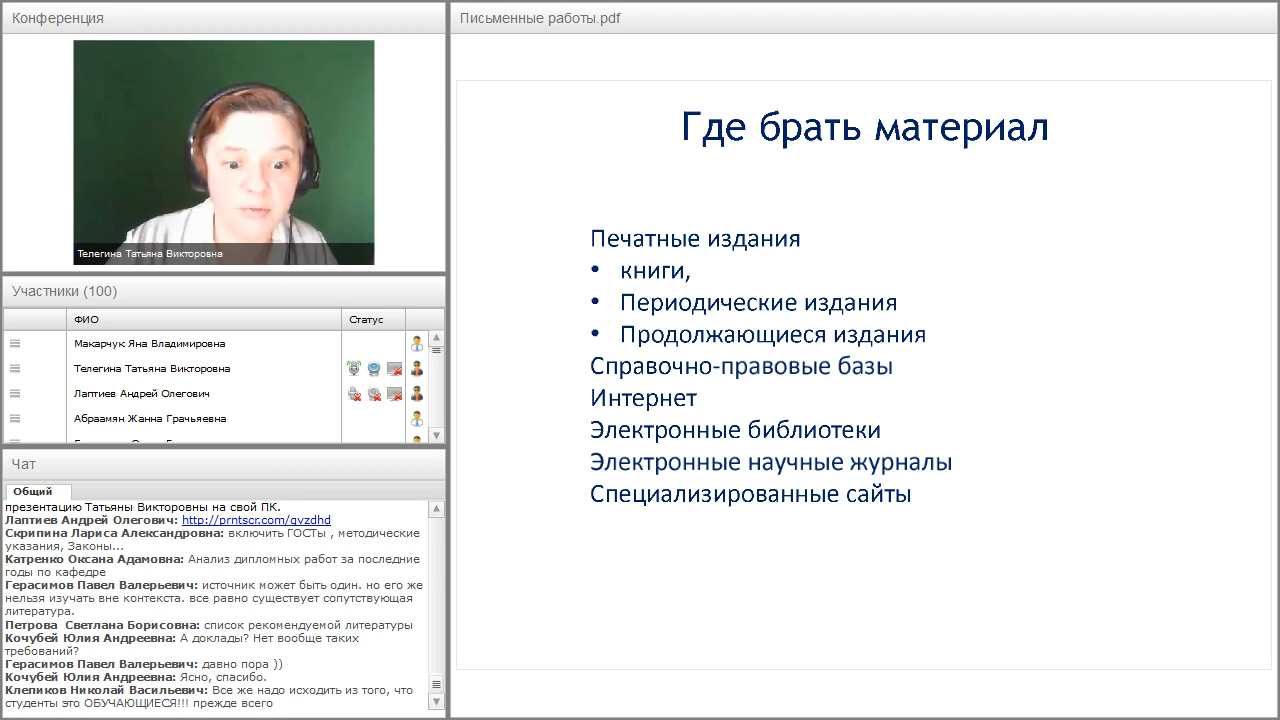 Конференция
Телегина Татьяна Викторовна
Участники (100)
ФИО Статус
Макарчук Яна Владимировна
Телегина Татьяна Викторовна
Лаптиев Андрей Олегович
Абраамян Жанна Грачьяевна
Чат
Общий
презентацию Татьяны Викторовны на свой ПК.
Лаптиев Андрей Олегович: http://prntscr.com/gvzdhd
Скрипина Лариса Александровна: включить ГОСТы , методические
указания, Законы...
Катренко Оксана Адамовна: Анализ дипломных работ за последние
годы по кафедре
Герасимов Павел Валерьевич: источник может быть один. но его же
нельзя изучать вне контекста. все равно существует сопутствующая
литература.
Петрова Светлана Борисовна: список рекомендуемой литературы
Кочубей Юлия Андреевна: А доклады? Нет вообще таких
требований?
Герасимов Павел Валерьевич: давно пора ))
Кочубей Юлия Андреевна: Ясно, спасибо.
Клепиков Николай Васильевич: Все же надо исходить из того, что
студенты это ОБУЧАЮЩИЕСЯ!!! прежде всего
Письменные работы.pdf
Где брать материал
Печатные издания
• книги,
• Периодические издания
• Продолжающиеся издания
Справочно-правовые базы
Интернет
Электронные библиотеки
Электронные научные журналы
Специализированные сайты